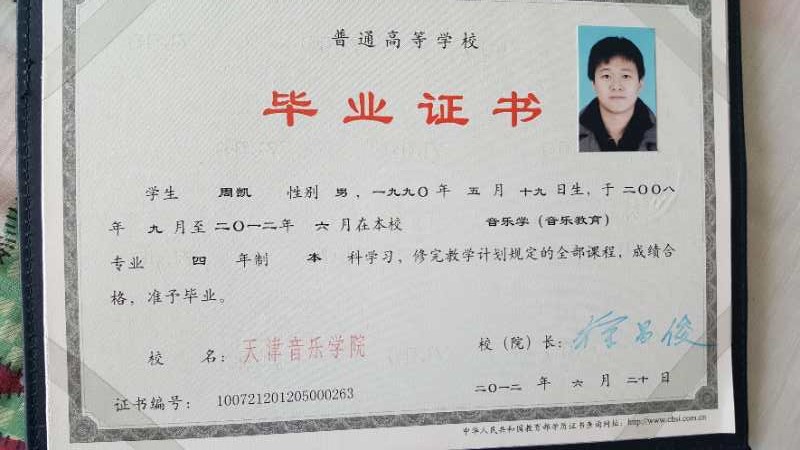 普通高等学校
毕业证书
学生 周凯 性别 男，一九九〇年 五月 十九日生，于二〇〇八
年 九月至二〇一二年 六月在本校 音乐学（音乐教育）
专业 四 年制 本 科学习，修完教学计划规定的全部课程，成绩合
格，准予毕业。
校 名：天津音乐学院 校（院）长：徐昌俊
证书编号：100721201205000263 二〇一二 年 六 月 二十 日
中华人民共和国教育部学历证书查询网址：http://www.chsi.com.cn